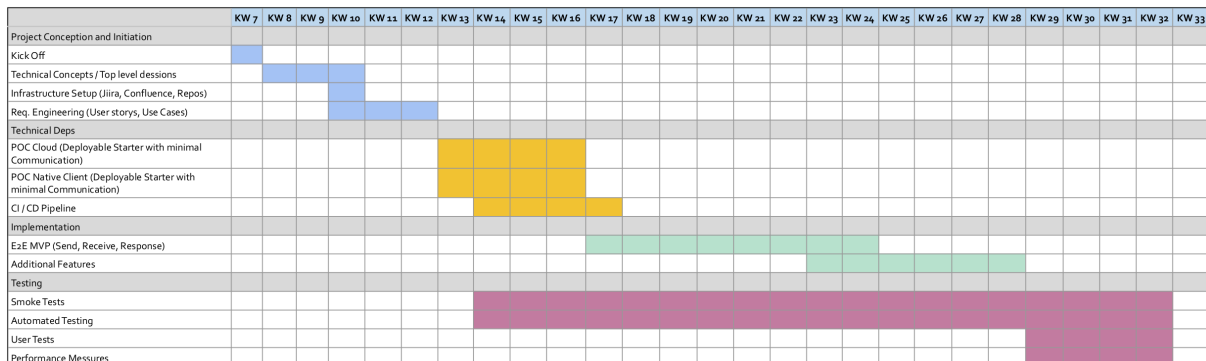 KW 7 KW 8 KW 9 KW 10 KW 11 KW 12 KW 13 KW 14 KW 15 KW 16 KW 17 KW 18 KW 19 KW 20 KW 21 KW 22 KW 23 KW 24 KW 25 KW 26 KW 27 KW 28 KW 29 KW 30 KW 31 KW 32 KW 33
Project Conception and Initiation
Kick Off
Technical Concepts / Top level dessions
Infrastructure Setup (Jiira, Confluence, Repos)
Req. Engineering (User storys, Use Cases)
Technical Deps
POC Cloud (Deployable Starter with minimal
Communication)
POC Native Client (Deployable Starter with
minimal Communication)
CI / CD Pipeline
Implementation
E2E MVP (Send, Receive, Response)
Additional Features
Testing
Smoke Tests
Automated Testing
User Tests
Performance Messures